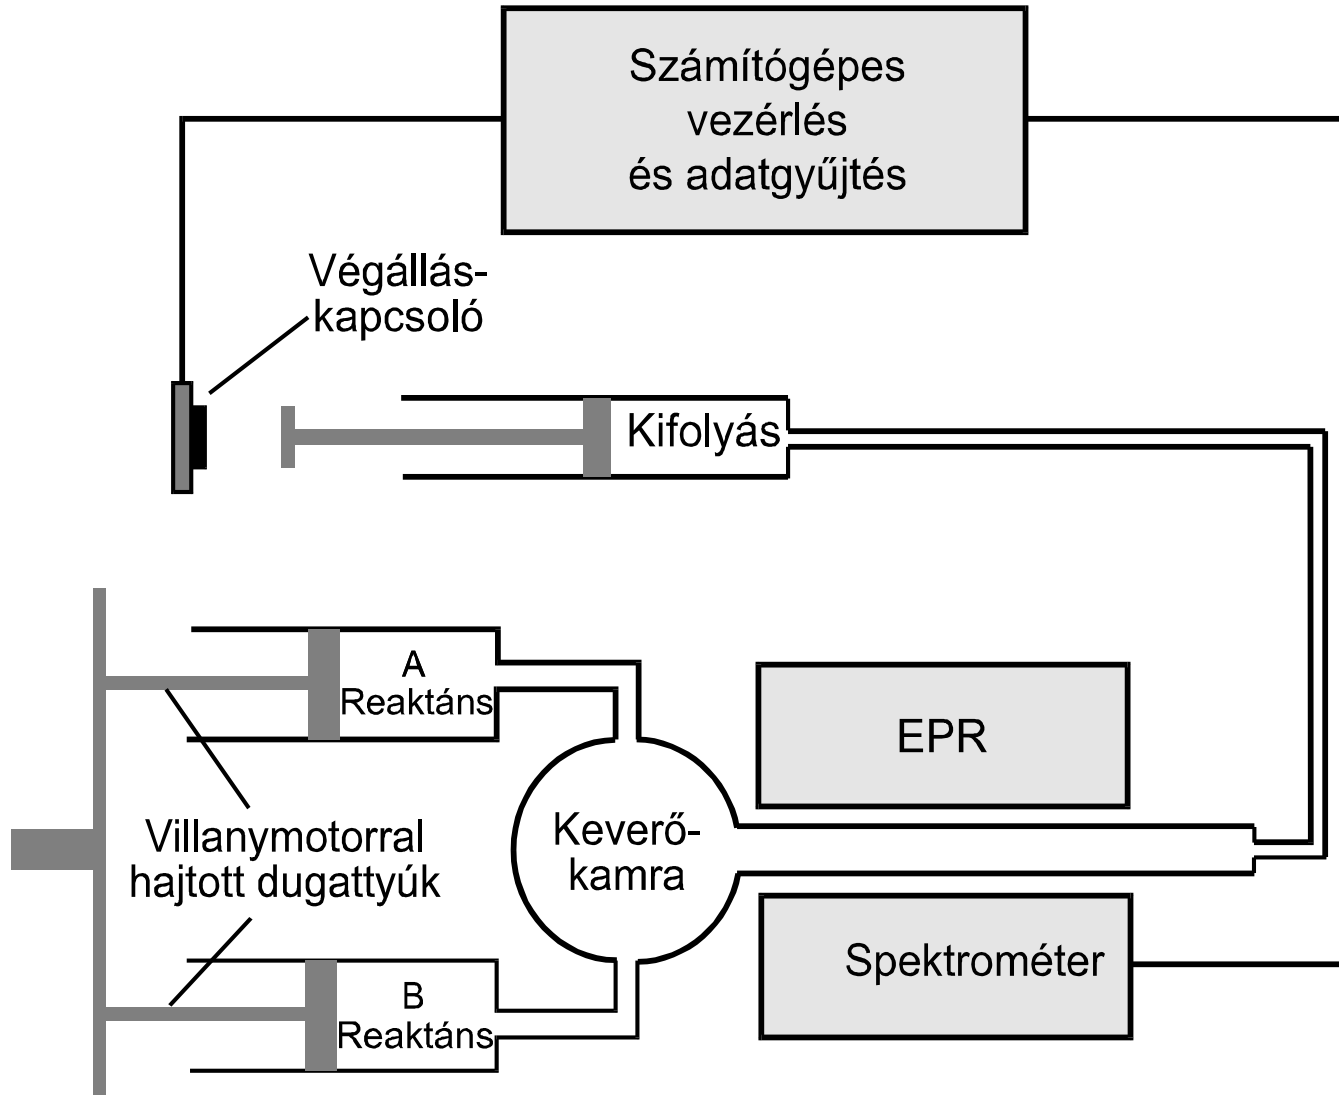 Számítógépes
vezérlés
és adatgyűjtés
Végállás-
kapcsoló
Kifolyás
A
Reaktáns
EPR
Villanymotorral
hajtott dugattyúk
Keverő-
kamra
Spektrométer
B
Reaktáns